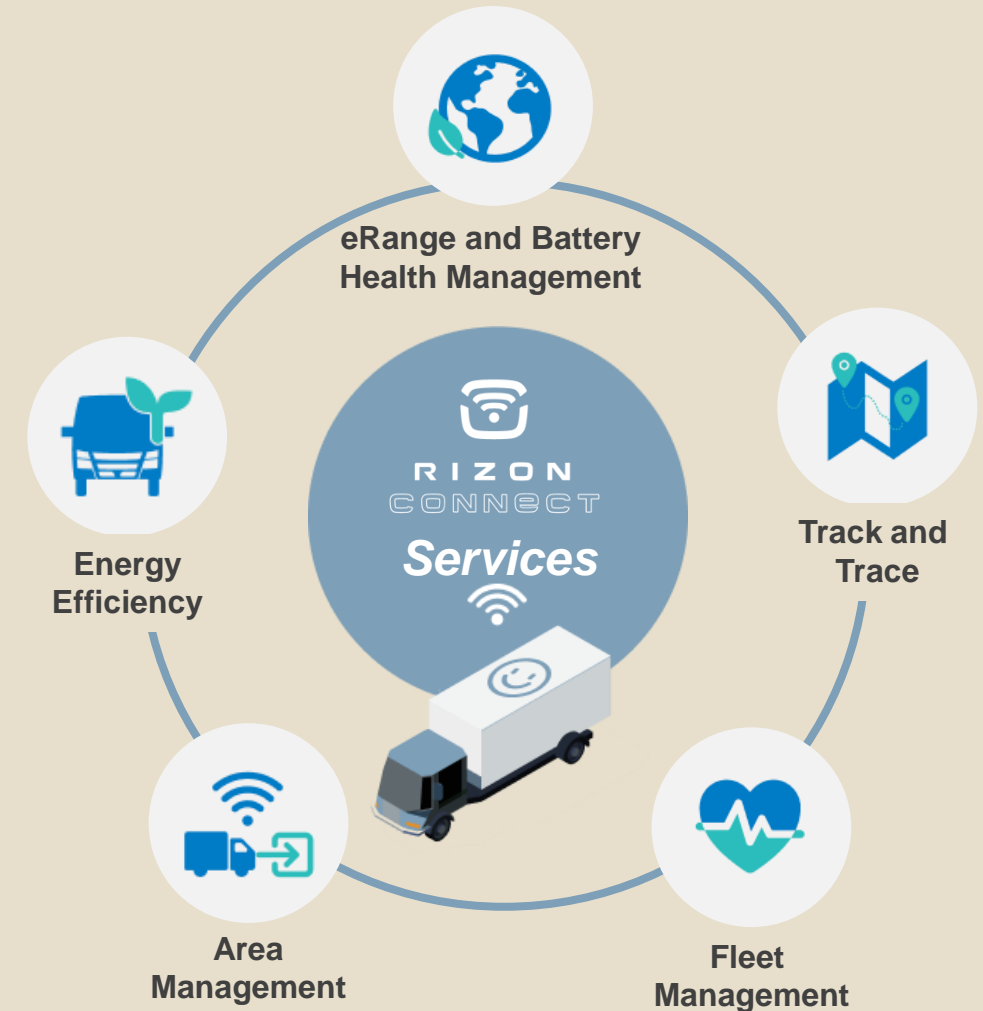 eRange and Battery
Health Management
RIZON
CONNECT
Services
Track and
Trace
Energy
Efficiency
Area
Management
Fleet
Management